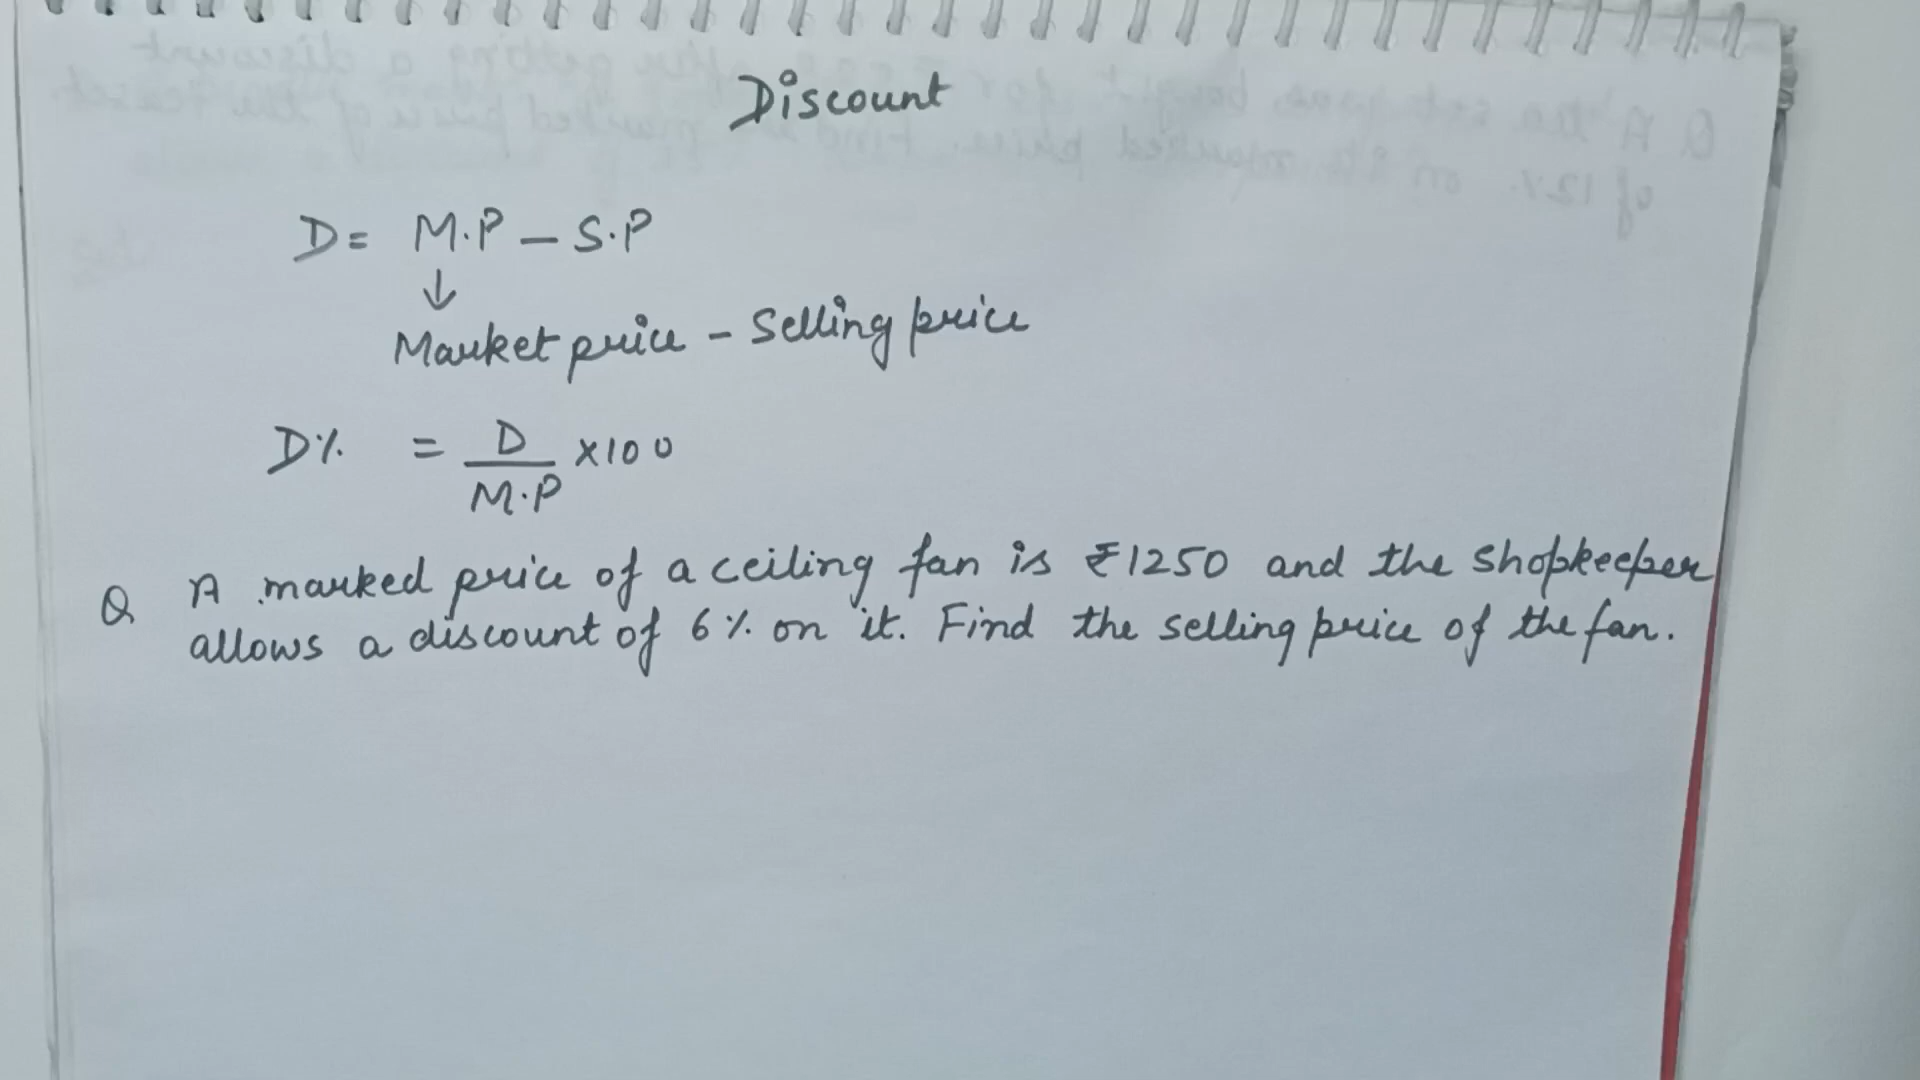 Discount
D = M.P - S.P
↓
Market price - Selling price
D% = D/M.P ×100
Q A marked price of a ceiling fan is ₹1250 and the shopkeeper
allows a discount of 6% on it. Find the selling price of the fan.